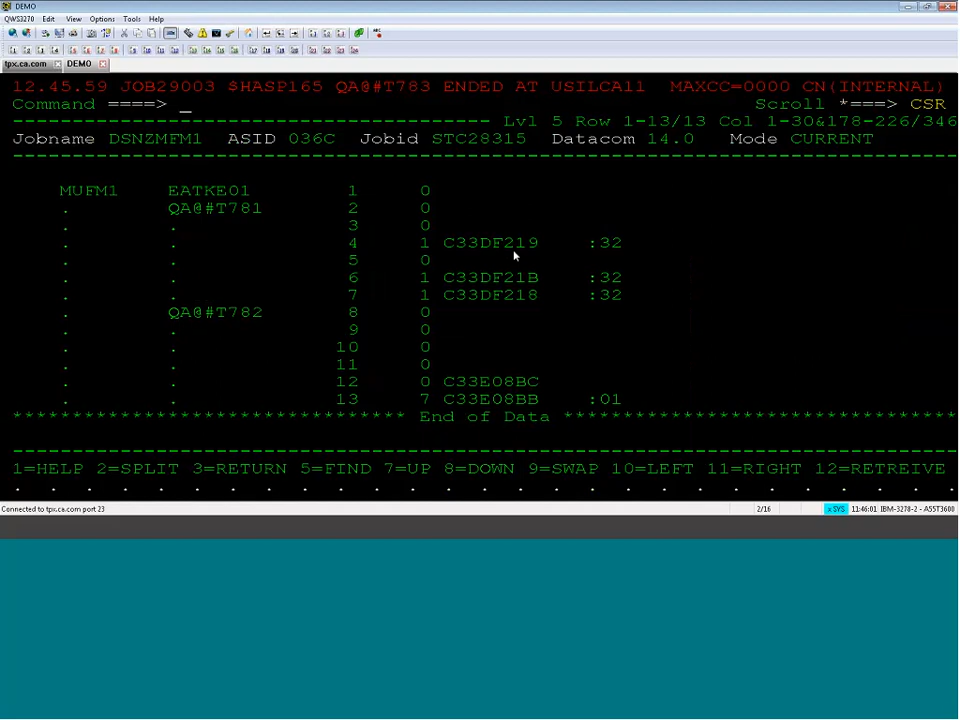 DEMO
QWS3270 Edit View Options Tools Help
tpx.ca.com DEMO
12.45.59 JOB29003 $HASP165 QA@#T783 ENDED AT USILCA11 MAXCC=0000 CN(INTERNAL)
Command ====> _ Scroll *===> CSR
-------------------------------------------------- Lvl 5 Row 1-13/13 Col 1-30&178-226/346
Jobname DSNZMFM1 ASID 036C Jobid STC28315 Datacom 14.0 Mode CURRENT
------------------------------------------------------------------------------------------
MUFM1 EATKE01 1 0
. QA@#T781 2 0
. . 3 0
. . 4 1 C33DF219 :32
. . 5 0
. . 6 1 C33DF21B :32
. . 7 1 C33DF218 :32
. QA@#T782 8 0
. . 9 0
. . 10 0
. . 11 0
. . 12 0 C33E08BC
. . 13 7 C33E08BB :01
************************************* End of Data *************************************
------------------------------------------------------------------------------------------
1=HELP 2=SPLIT 3=RETURN 5=FIND 7=UP 8=DOWN 9=SWAP 10=LEFT 11=RIGHT 12=RETREIVE
. . . . . . . . . . . . . . . . . . . . . . .
Connected to tpx.ca.com port 23 2/16 x SYS 11:46:01 IBM-3278-2 - A55T3600